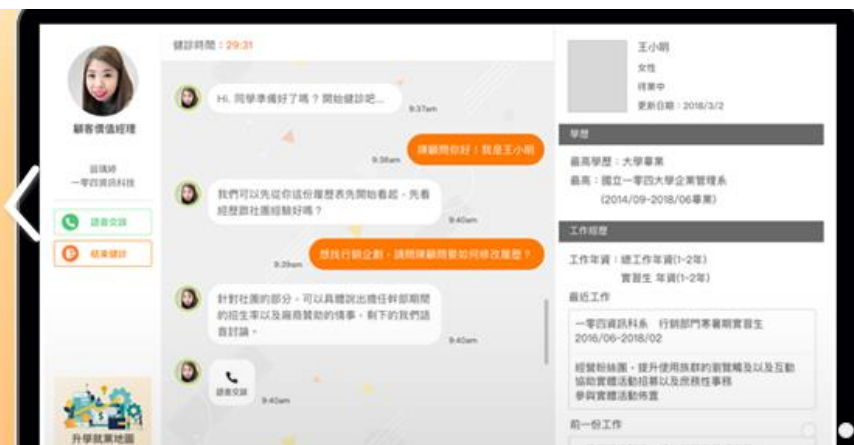 顧客價值經理
一零四資訊科技
語音交談
結束健診
升學就業地圖
健診時間：29:31
Hi. 同學準備好了嗎？開始健診吧...
9:37am
陳顧問你好！我是王小明
9:38am
我們可以先從你這份履歷表先開始看起，先看
經歷跟社團經驗好嗎？
9:40am
想找行銷企劃，請問陳顧問要如何修改履歷？
9:39am
針對社團的部分，可以具體說出擔任幹部期間
的招生率以及廠商贊助的情事，剩下的我們語
音討論。
9:40am
語音交談
9:40am
王小明
女性
待業中
更新日期：2018/3/2
學歷
最高學歷：大學畢業
最高：國立一零四大學企業管理系
(2014/09-2018/06畢業)
工作經歷
工作年資：總工作年資(1~2年)
實習生 年資(1~2年)
最近工作
一零四資訊科系 行銷部門寒暑期實習生
2016/06-2018/02
經營粉絲團，提升使用族群的瀏覽觸及以及互動
協助實體活動招募以及庶務性事務
參與實體活動佈置
前一份工作